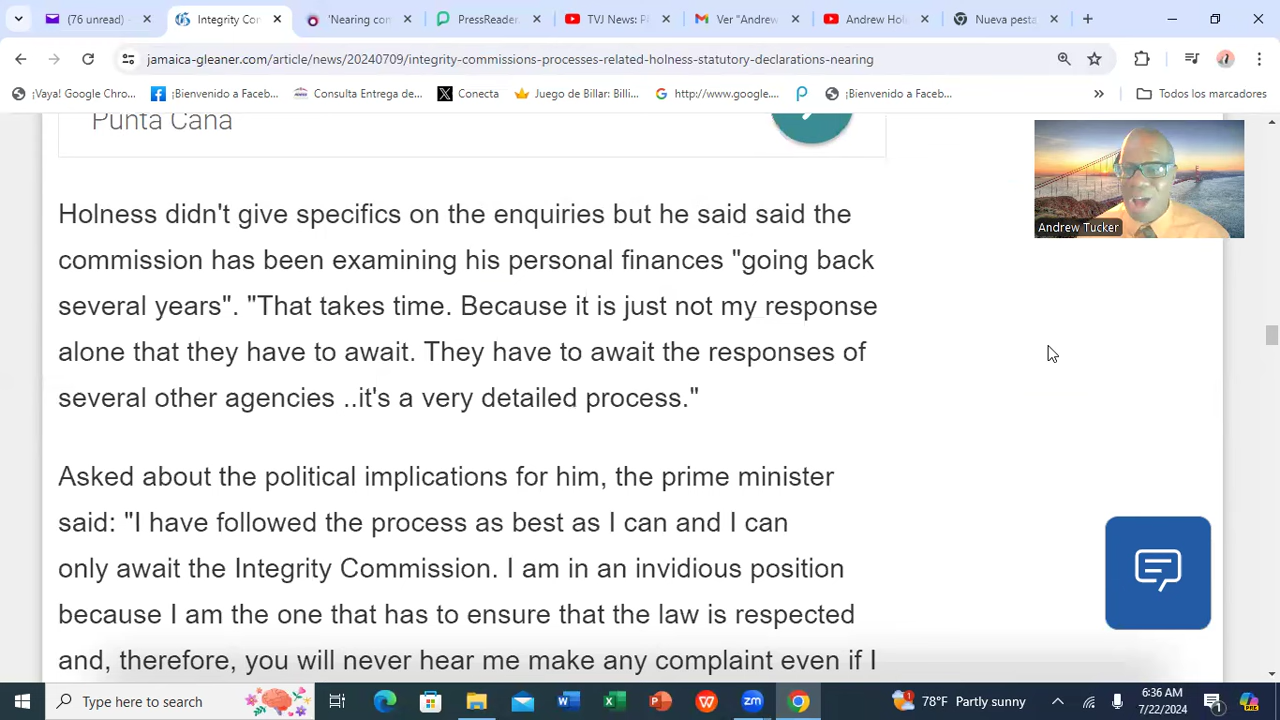 (76 unread)
Integrity Cor
'Nearing con
PressReader.
TVJ News: P
Ver "Andrew
Andrew Hol
Nueva pesta
jamaica-gleaner.com/article/news/20240709/integrity-commissions-processes-related-holness-statutory-declarations-nearing
¡Vaya! Google Chro...
¡Bienvenido a Faceb...
Consulta Entrega de...
Conecta
Juego de Billar: Billi...
http://www.google....
¡Bienvenido a Faceb...
»
Todos los marcadores
Punta Cana
Andrew Tucker
Holness didn't give specifics on the enquiries but he said said the
commission has been examining his personal finances "going back
several years". "That takes time. Because it is just not my response
alone that they have to await. They have to await the responses of
several other agencies ..it's a very detailed process."
Asked about the political implications for him, the prime minister
said: "I have followed the process as best as I can and I can
only await the Integrity Commission. I am in an invidious position
because I am the one that has to ensure that the law is respected
and, therefore, you will never hear me make any complaint even if I
Type here to search
78°F Partly sunny
6:36 AM
7/22/2024